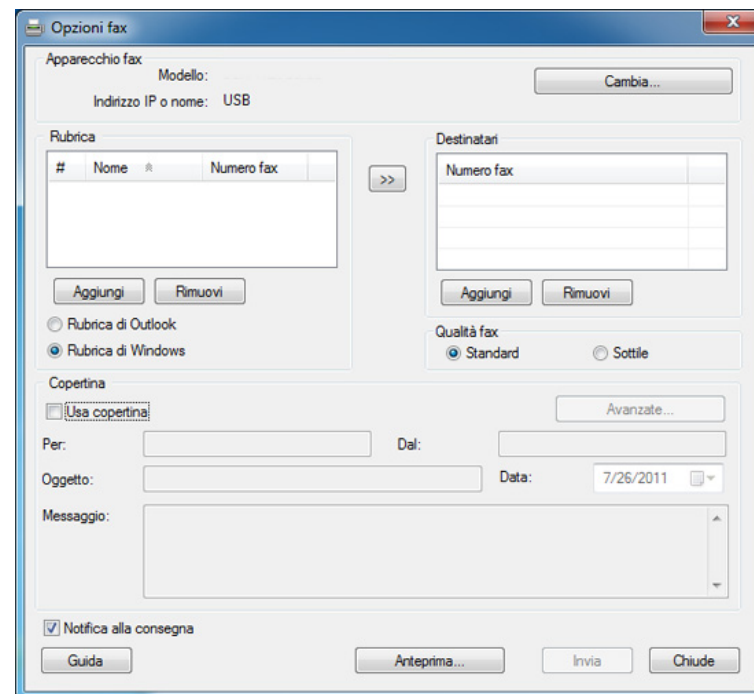 Opzioni fax
Apparecchio fax
Modello:
Cambia...
Indirizzo IP o nome: USB
Rubrica
# Nome Numero fax
>>
Aggiungi Rimuovi
Rubrica di Outlook
Rubrica di Windows
Destinatari
Numero fax
Aggiungi Rimuovi
Qualità fax
Standard Sottile
Copertina
Usa copertina
Avanzate...
Per: Dal:
Oggetto: Data: 7/26/2011
Messaggio:
Notifica alla consegna
Guida Anteprima... Invia Chiude